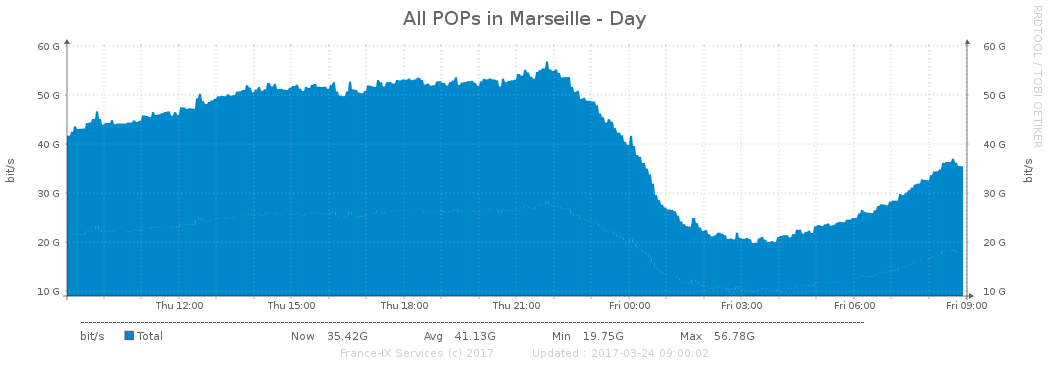 All POPs in Marseille - Day
RRDTOOL / TOBI OETIKER
60 G 60 G
50 G 50 G
40 G 40 G
30 G 30 G
20 G 20 G
10 G 10 G
bit/s
bit/s
Thu 12:00 Thu 15:00 Thu 18:00 Thu 21:00 Fri 00:00 Fri 03:00 Fri 06:00 Fri 09:00
bit/s Total Now 35.42G Avg 41.13G Min 19.75G Max 56.78G
France-IX Services (c) 2017 Updated : 2017-03-24 09:00:02